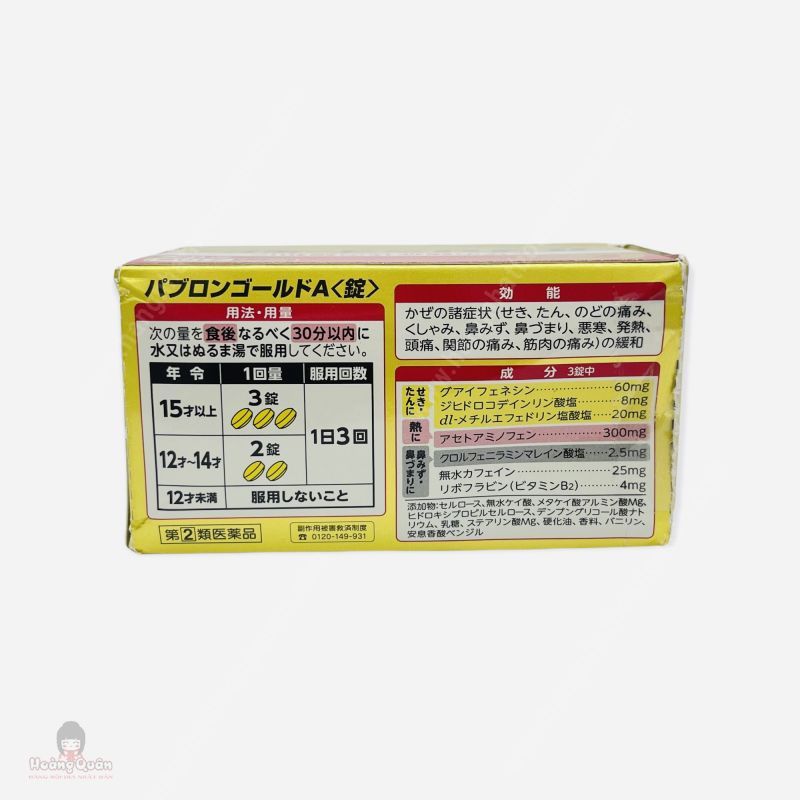 パブロンゴールドA〈錠〉
用法・用量
次の量を食後なるべく30分以内に
水又はぬるま湯で服用してください。
年令 1回量 服用回数
15才以上 3錠
12才〜14才 2錠
1日3回
12才未満 服用しないこと
指定②類医薬品
副作用被害救済制度
☎ 0120-149-931
効能
かぜの諸症状(せき、たん、のどの痛み、
くしゃみ、鼻みず、鼻づまり、悪寒、発熱、
頭痛、関節の痛み、筋肉の痛み)の緩和
成分 3錠中
せき・たんに
グアイフェネシン 60mg
ジヒドロコデインリン酸塩 8mg
dl-メチルエフェドリン塩酸塩 20mg
熱に
アセトアミノフェン 300mg
鼻みず・鼻づまりに
クロルフェニラミンマレイン酸塩 2.5mg
無水カフェイン 25mg
リボフラビン(ビタミンB2) 4mg
添加物:セルロース、無水ケイ酸、メタケイ酸アルミン酸Mg、
ヒドロキシプロピルセルロース、デンプングリコール酸ナト
リウム、乳糖、ステアリン酸Mg、硬化油、香料、バニリン、
安息香酸ベンジル
Hoàng Quân
HÀNG NỘI ĐỊA NHẬT BẢN